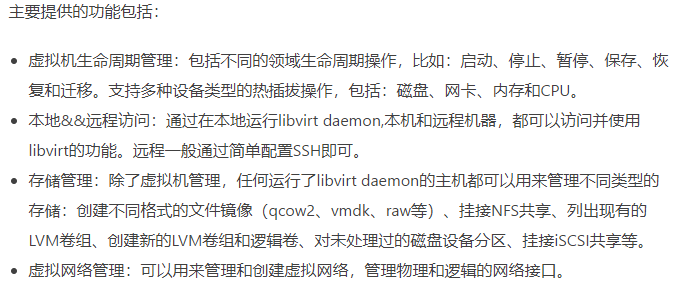 主要提供的功能包括：
虚拟机生命周期管理：包括不同的领域生命周期操作，比如：启动、停止、暂停、保存、恢
复和迁移。支持多种设备类型的热插拔操作，包括：磁盘、网卡、内存和CPU。
本地&&远程访问：通过在本地运行libvirt daemon,本机和远程机器，都可以访问并使用
libvirt的功能。远程一般通过简单配置SSH即可。
存储管理：除了虚拟机管理，任何运行了libvirt daemon的主机都可以用来管理不同类型的
存储：创建不同格式的文件镜像（qcow2、vmdk、raw等）、挂接NFS共享、列出现有的
LVM卷组、创建新的LVM卷组和逻辑卷、对未处理过的磁盘设备分区、挂接iSCSI共享等。
虚拟网络管理：可以用来管理和创建虚拟网络，管理物理和逻辑的网络接口。